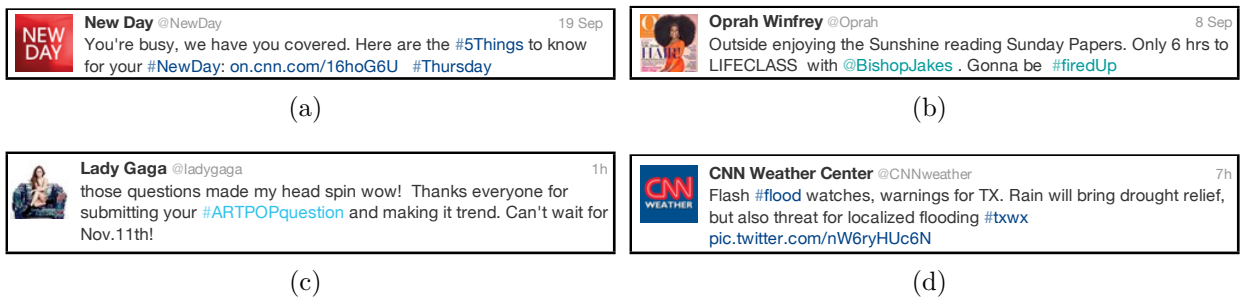 NEW DAY
New Day @NewDay 19 Sep
You're busy, we have you covered. Here are the #5Things to know
for your #NewDay: on.cnn.com/16hoG6U #Thursday
(a)
Oprah Winfrey @Oprah 8 Sep
Outside enjoying the Sunshine reading Sunday Papers. Only 6 hrs to
LIFECLASS with @BishopJakes . Gonna be #firedUp
(b)
Lady Gaga @ladygaga 1h
those questions made my head spin wow! Thanks everyone for
submitting your #ARTPOPquestion and making it trend. Can't wait for
Nov.11th!
(c)
CNN WEATHER
CNN Weather Center @CNNweather 7h
Flash #flood watches, warnings for TX. Rain will bring drought relief,
but also threat for localized flooding #txwx
pic.twitter.com/nW6ryHUc6N
(d)